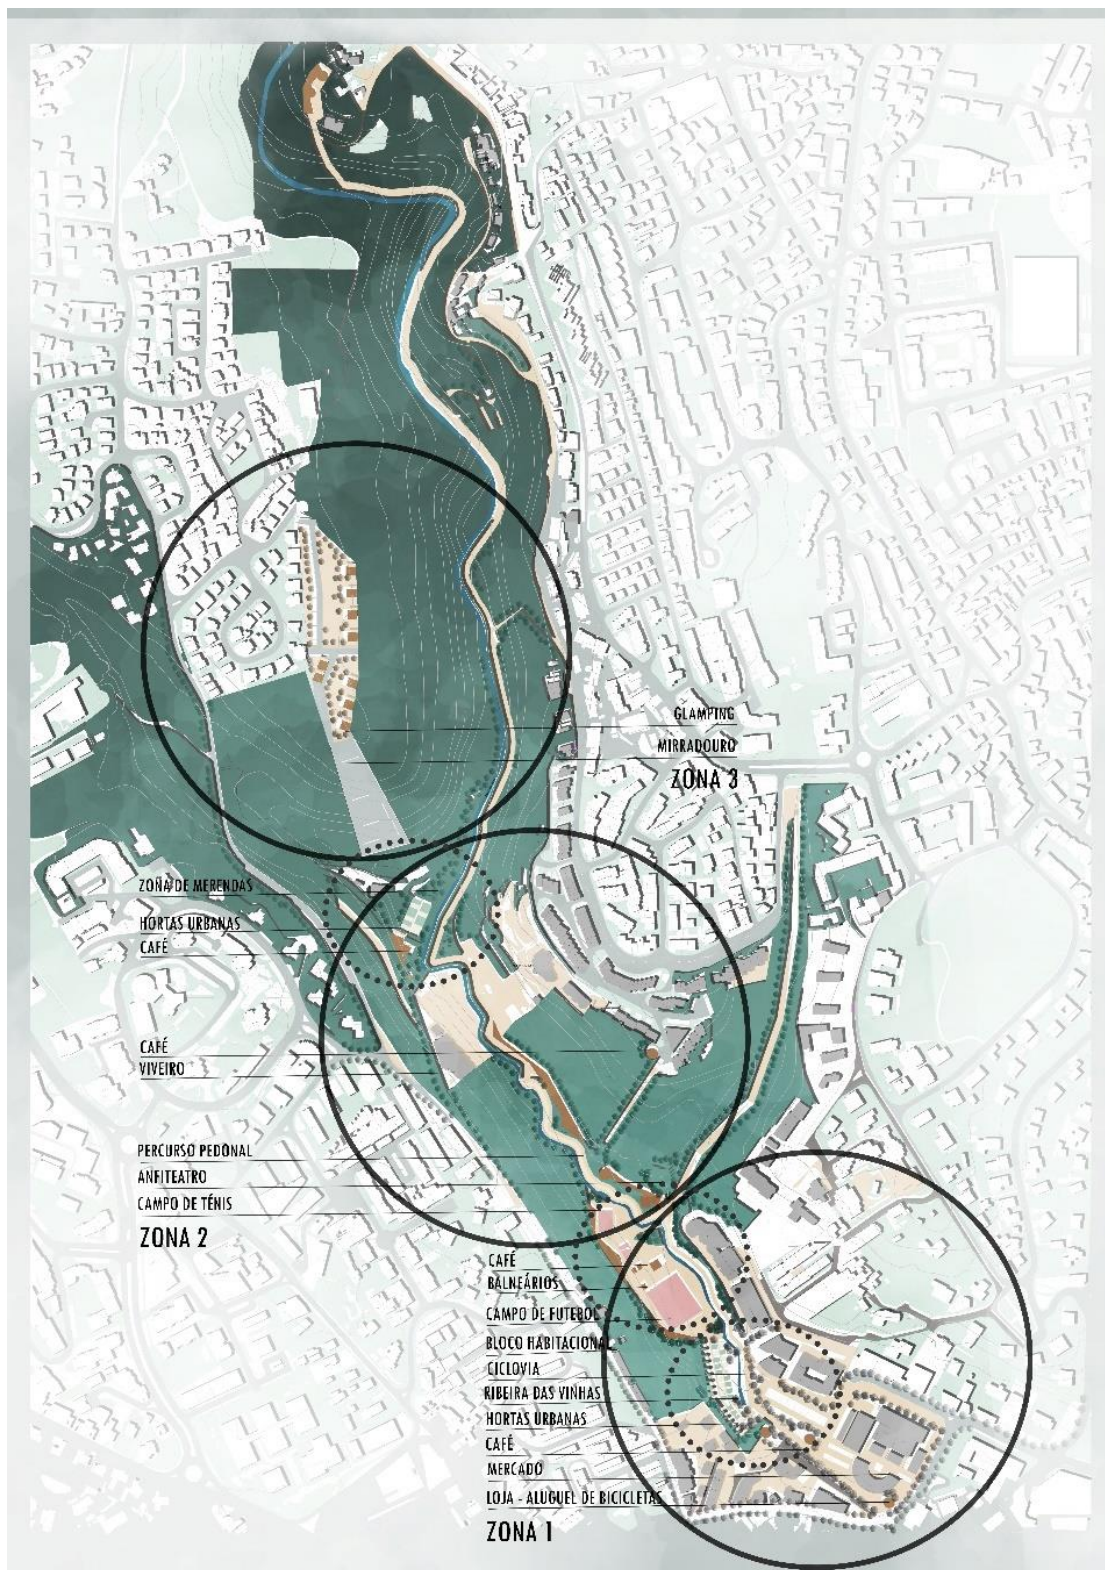 GLAMPING
MIRRADOURO
ZONA 3
ZONA DE MERENDAS
HORTAS URBANAS
CAFÉ
CAFÉ
VIVEIRO
PERCURSO PEDONAL
ANFITEATRO
CAMPO DE TÉNIS
ZONA 2
CAFÉ
BALNEÁRIOS
CAMPO DE FUTEBOL
BLOCO HABITACIONAL
CICLOVIA
RIBEIRA DAS VINHAS
HORTAS URBANAS
CAFÉ
MERCADO
LOJA - ALUGUEL DE BICICLETAS
ZONA 1